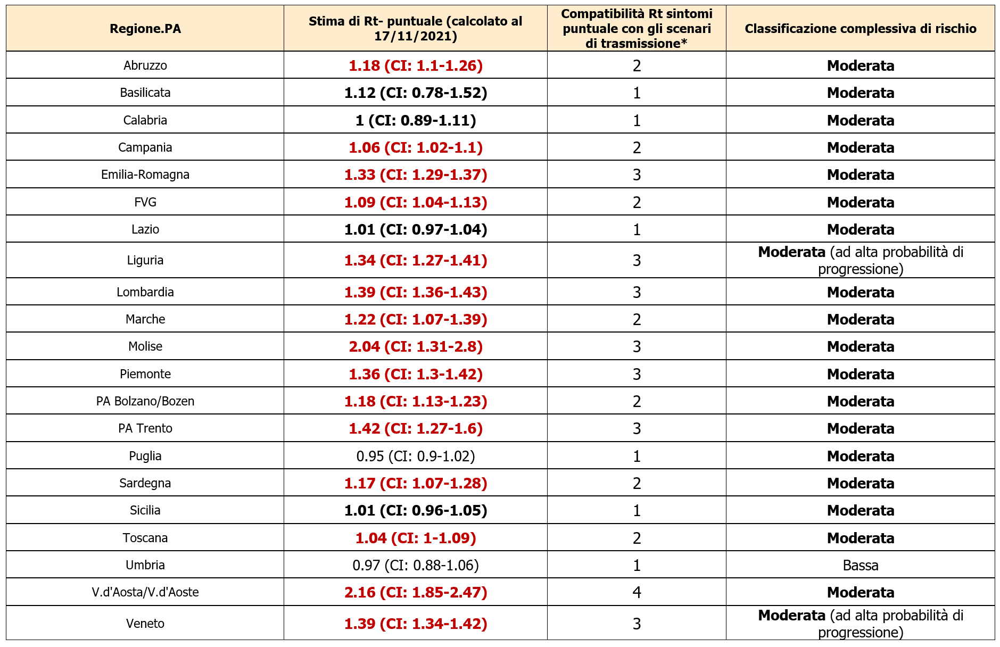 Regione.PA
Stima di Rt- puntuale (calcolato al
17/11/2021)
Compatibilità Rt sintomi
puntuale con gli scenari
di trasmissione*
Classificazione complessiva di rischio
Abruzzo 1.18 (CI: 1.1-1.26) 2 Moderata
Basilicata 1.12 (CI: 0.78-1.52) 1 Moderata
Calabria 1 (CI: 0.89-1.11) 1 Moderata
Campania 1.06 (CI: 1.02-1.1) 2 Moderata
Emilia-Romagna 1.33 (CI: 1.29-1.37) 3 Moderata
FVG 1.09 (CI: 1.04-1.13) 2 Moderata
Lazio 1.01 (CI: 0.97-1.04) 1 Moderata
Liguria 1.34 (CI: 1.27-1.41) 3 Moderata (ad alta probabilità di
progressione)
Lombardia 1.39 (CI: 1.36-1.43) 3 Moderata
Marche 1.22 (CI: 1.07-1.39) 2 Moderata
Molise 2.04 (CI: 1.31-2.8) 3 Moderata
Piemonte 1.36 (CI: 1.3-1.42) 3 Moderata
PA Bolzano/Bozen 1.18 (CI: 1.13-1.23) 2 Moderata
PA Trento 1.42 (CI: 1.27-1.6) 3 Moderata
Puglia 0.95 (CI: 0.9-1.02) 1 Moderata
Sardegna 1.17 (CI: 1.07-1.28) 2 Moderata
Sicilia 1.01 (CI: 0.96-1.05) 1 Moderata
Toscana 1.04 (CI: 1-1.09) 2 Moderata
Umbria 0.97 (CI: 0.88-1.06) 1 Bassa
V.d'Aosta/V.d'Aoste 2.16 (CI: 1.85-2.47) 4 Moderata
Veneto 1.39 (CI: 1.34-1.42) 3 Moderata (ad alta probabilità di
progressione)